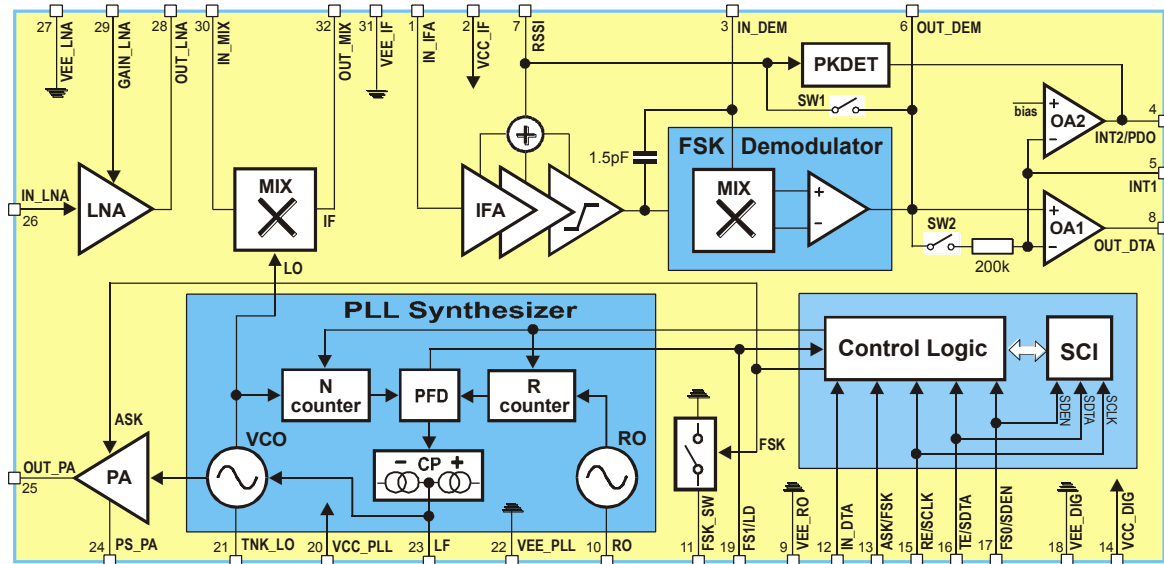 27 VEE_LNA
29 GAIN_LNA
28 OUT_LNA
30 IN_MIX
32 OUT_MIX
31 VEE_IF
1 IN_IFA
2 VCC_IF
7 RSSI
3 IN_DEM
6 OUT_DEM
PKDET
SW1
bias
+
−
OA2
4
INT2/PDO
+
1.5pF
FSK Demodulator
5
INT1
IN_LNA
26
LNA
MIX
IF
LO
IFA
MIX
+
−
SW2
200k
+
−
OA1
8
OUT_DTA
PLL Synthesizer
N
counter
PFD
R
counter
Control Logic
SCI
SDEN
SDTA
SCLK
ASK
VCO
RO
− CP +
FSK
OUT_PA
25
PA
24 PS_PA
21 TNK_LO
20 VCC_PLL
23 LF
22 VEE_PLL
10 RO
11 FSK_SW
19 FS1/LD
9 VEE_RO
12 IN_DTA
13 ASK/FSK
15 RE/SCLK
16 TE/SDTA
17 FS0/SDEN
18 VEE_DIG
14 VCC_DIG